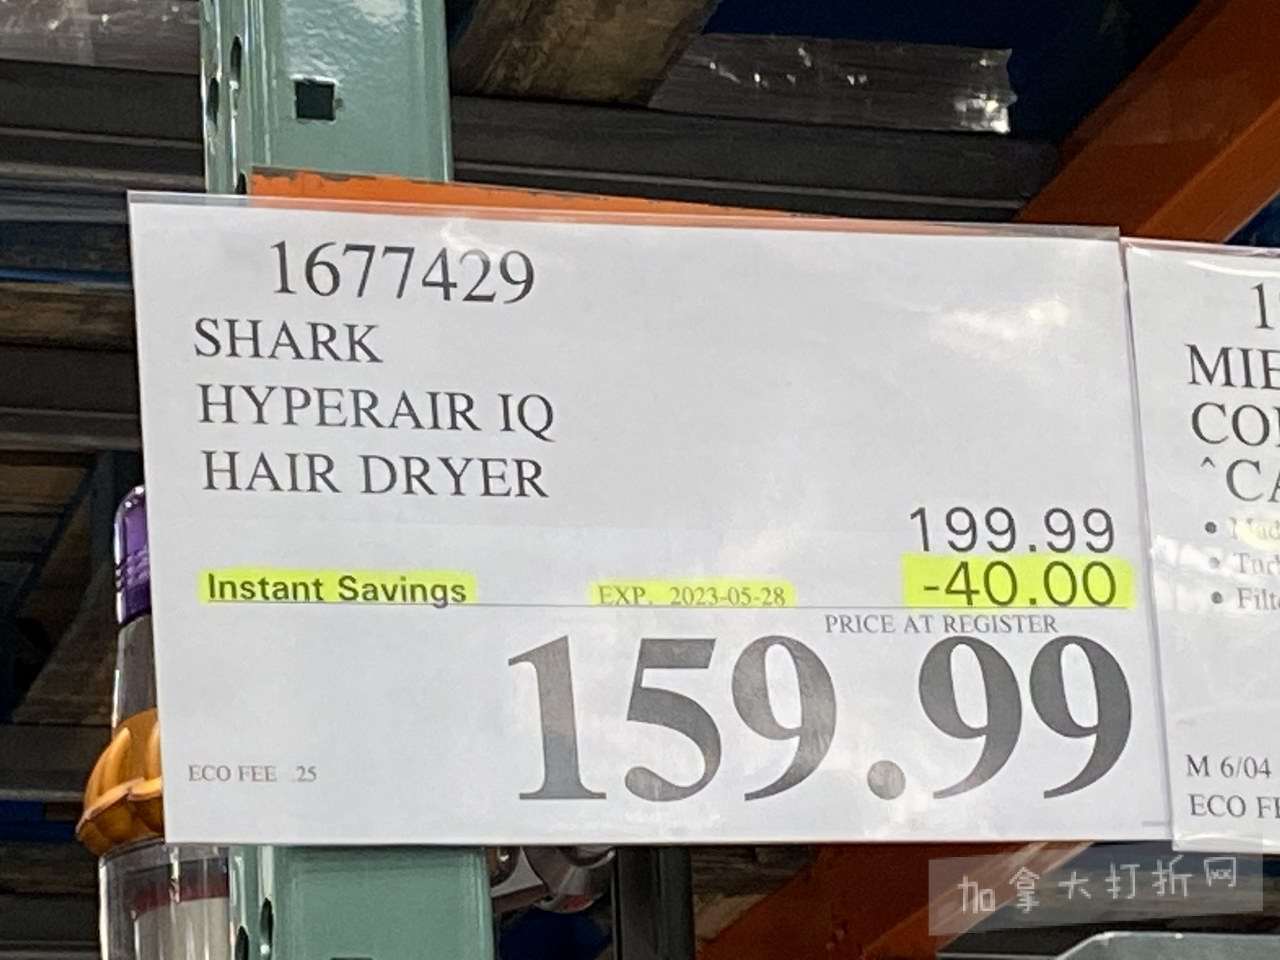 1677429
SHARK
HYPERAIR IQ
HAIR DRYER
199.99
Instant Savings EXP. 2023-05-28 -40.00
PRICE AT REGISTER
159.99
ECO FEE .25
1
MIE
CO
^CA
M 6/04
ECO FE
加拿大打折网